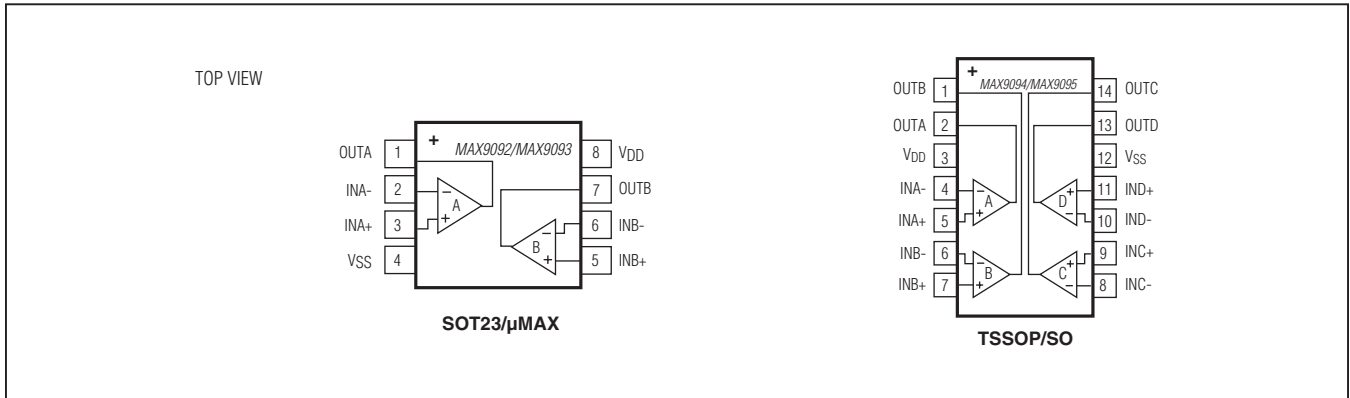 TOP VIEW
+
MAX9092/MAX9093
OUTA 1
8 VDD
INA- 2
7 OUTB
INA+ 3
6 INB-
VSS 4
5 INB+
-
+
A
-
+
B
SOT23/µMAX
+
MAX9094/MAX9095
OUTB 1
14 OUTC
OUTA 2
13 OUTD
VDD 3
12 VSS
INA- 4
11 IND+
INA+ 5
10 IND-
INB- 6
9 INC+
INB+ 7
8 INC-
-
+
A
+
-
D
-
+
B
+
-
C
TSSOP/SO